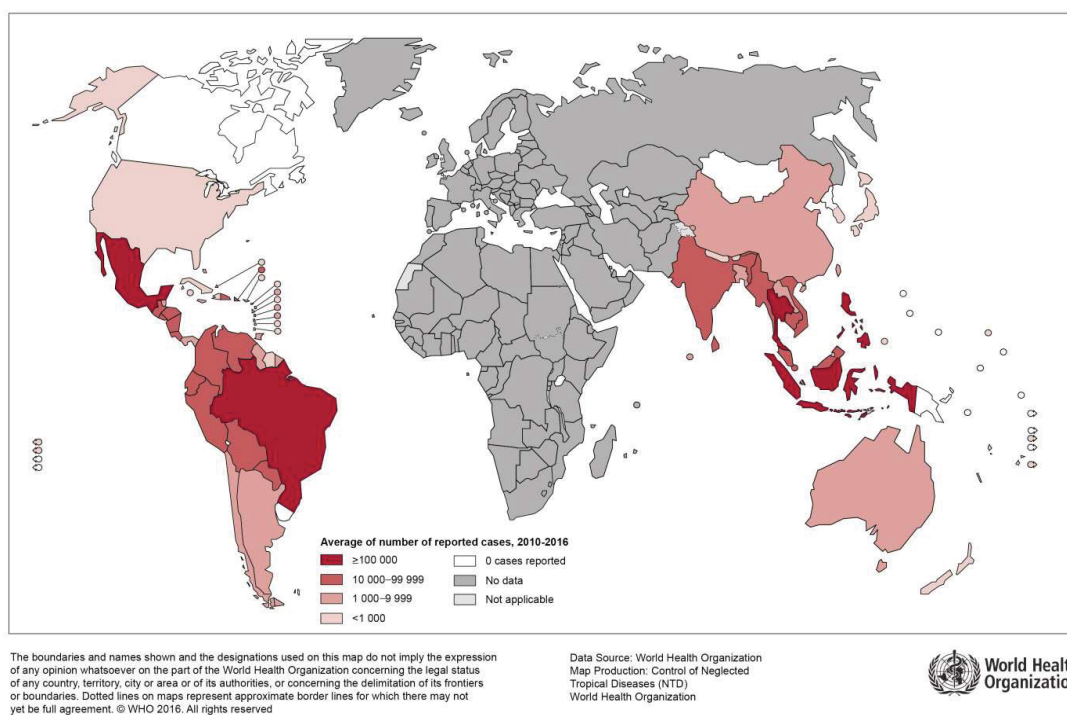 Average of number of reported cases, 2010-2016
≥100 000
10 000–99 999
1 000–9 999
<1 000
0 cases reported
No data
Not applicable
The boundaries and names shown and the designations used on this map do not imply the expression
of any opinion whatsoever on the part of the World Health Organization concerning the legal status
of any country, territory, city or area or of its authorities, or concerning the delimitation of its frontiers
or boundaries. Dotted lines on maps represent approximate border lines for which there may not
yet be full agreement. © WHO 2016. All rights reserved
Data Source: World Health Organization
Map Production: Control of Neglected
Tropical Diseases (NTD)
World Health Organization
World Healt
Organizatio